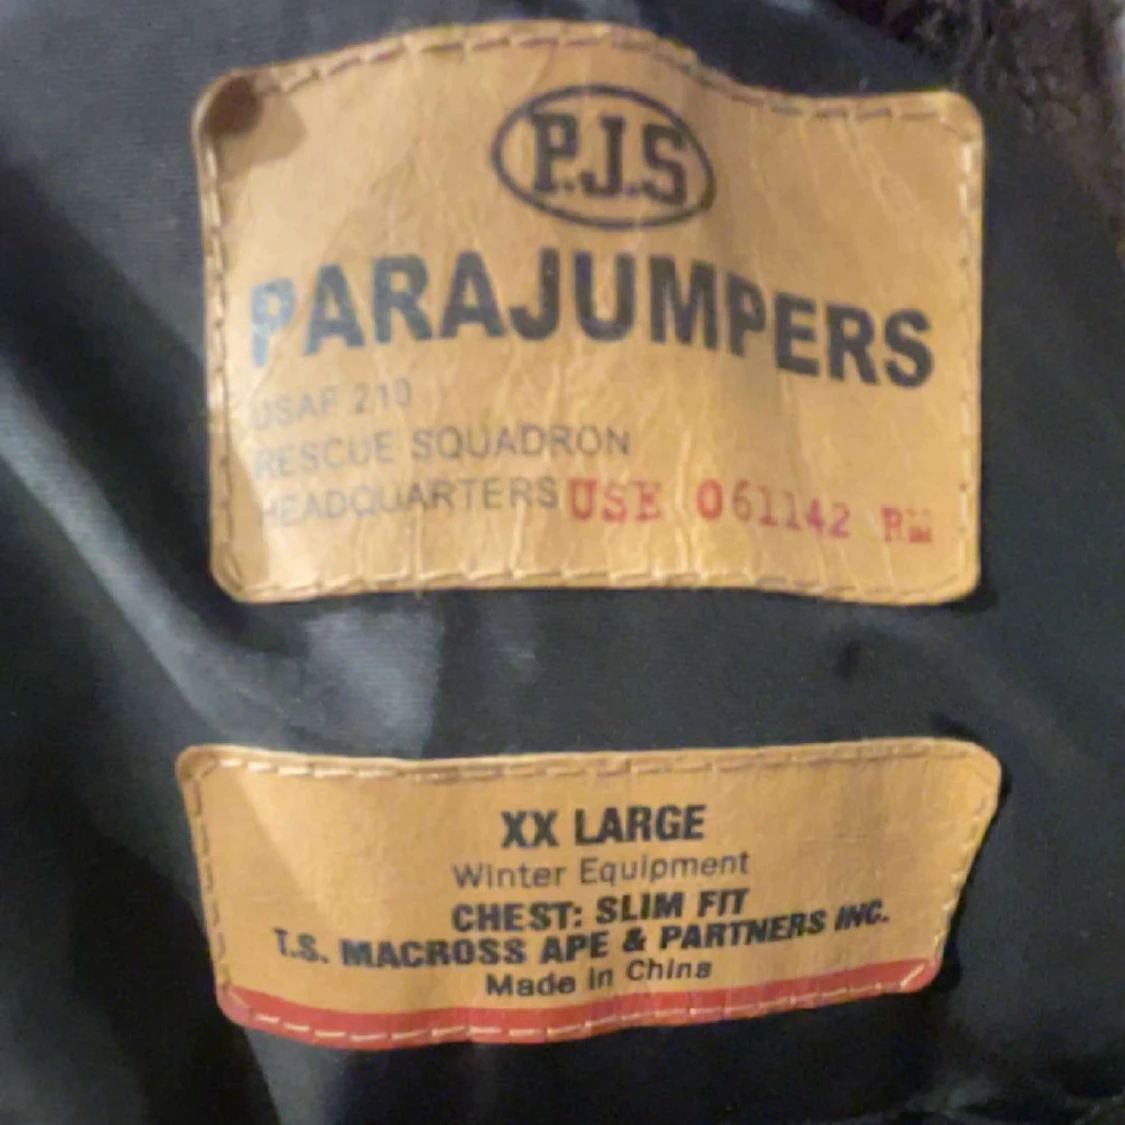 P.J.S
PARAJUMPERS
USAF 210
RESCUE SQUADRON
HEADQUARTERS USE 061142 RM
XX LARGE
Winter Equipment
CHEST: SLIM FIT
T.S. MACROSS APE & PARTNERS INC.
Made in China